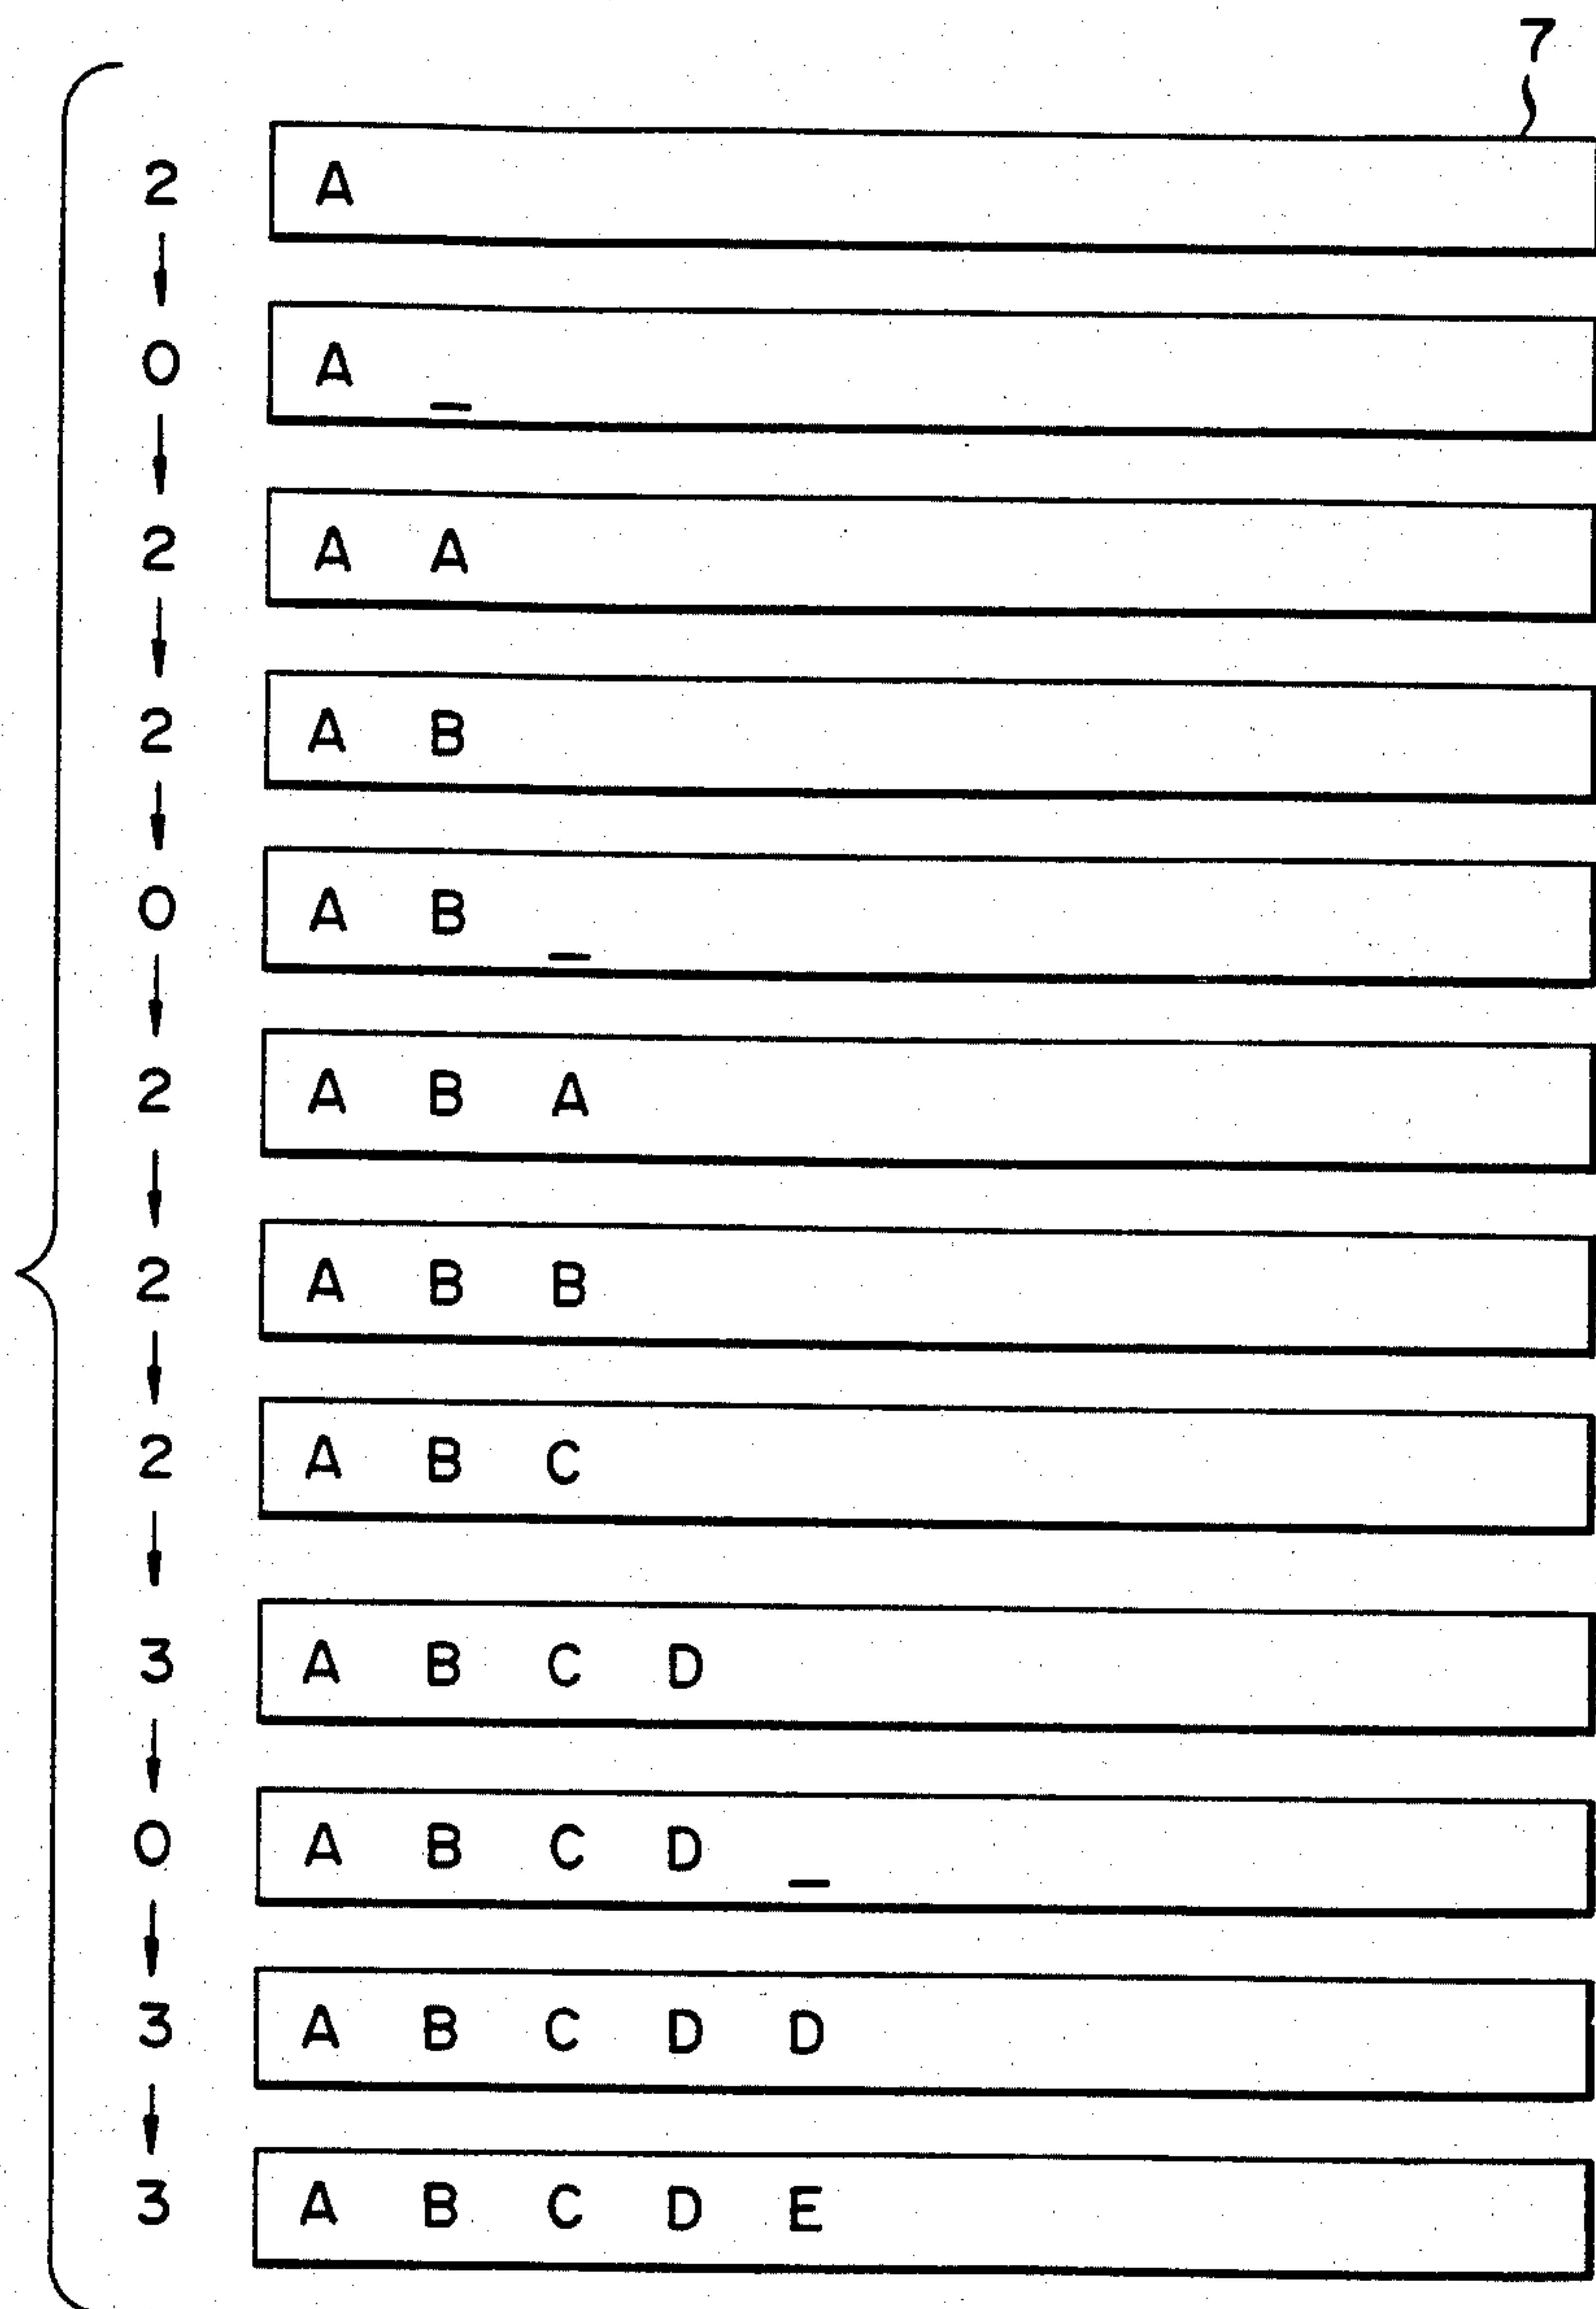 7
2 A
0 A _
2 A A
2 A B
0 A B _
2 A B A
2 A B B
2 A B C
3 A B C D
0 A B C D _
3 A B C D D
3 A B C D E